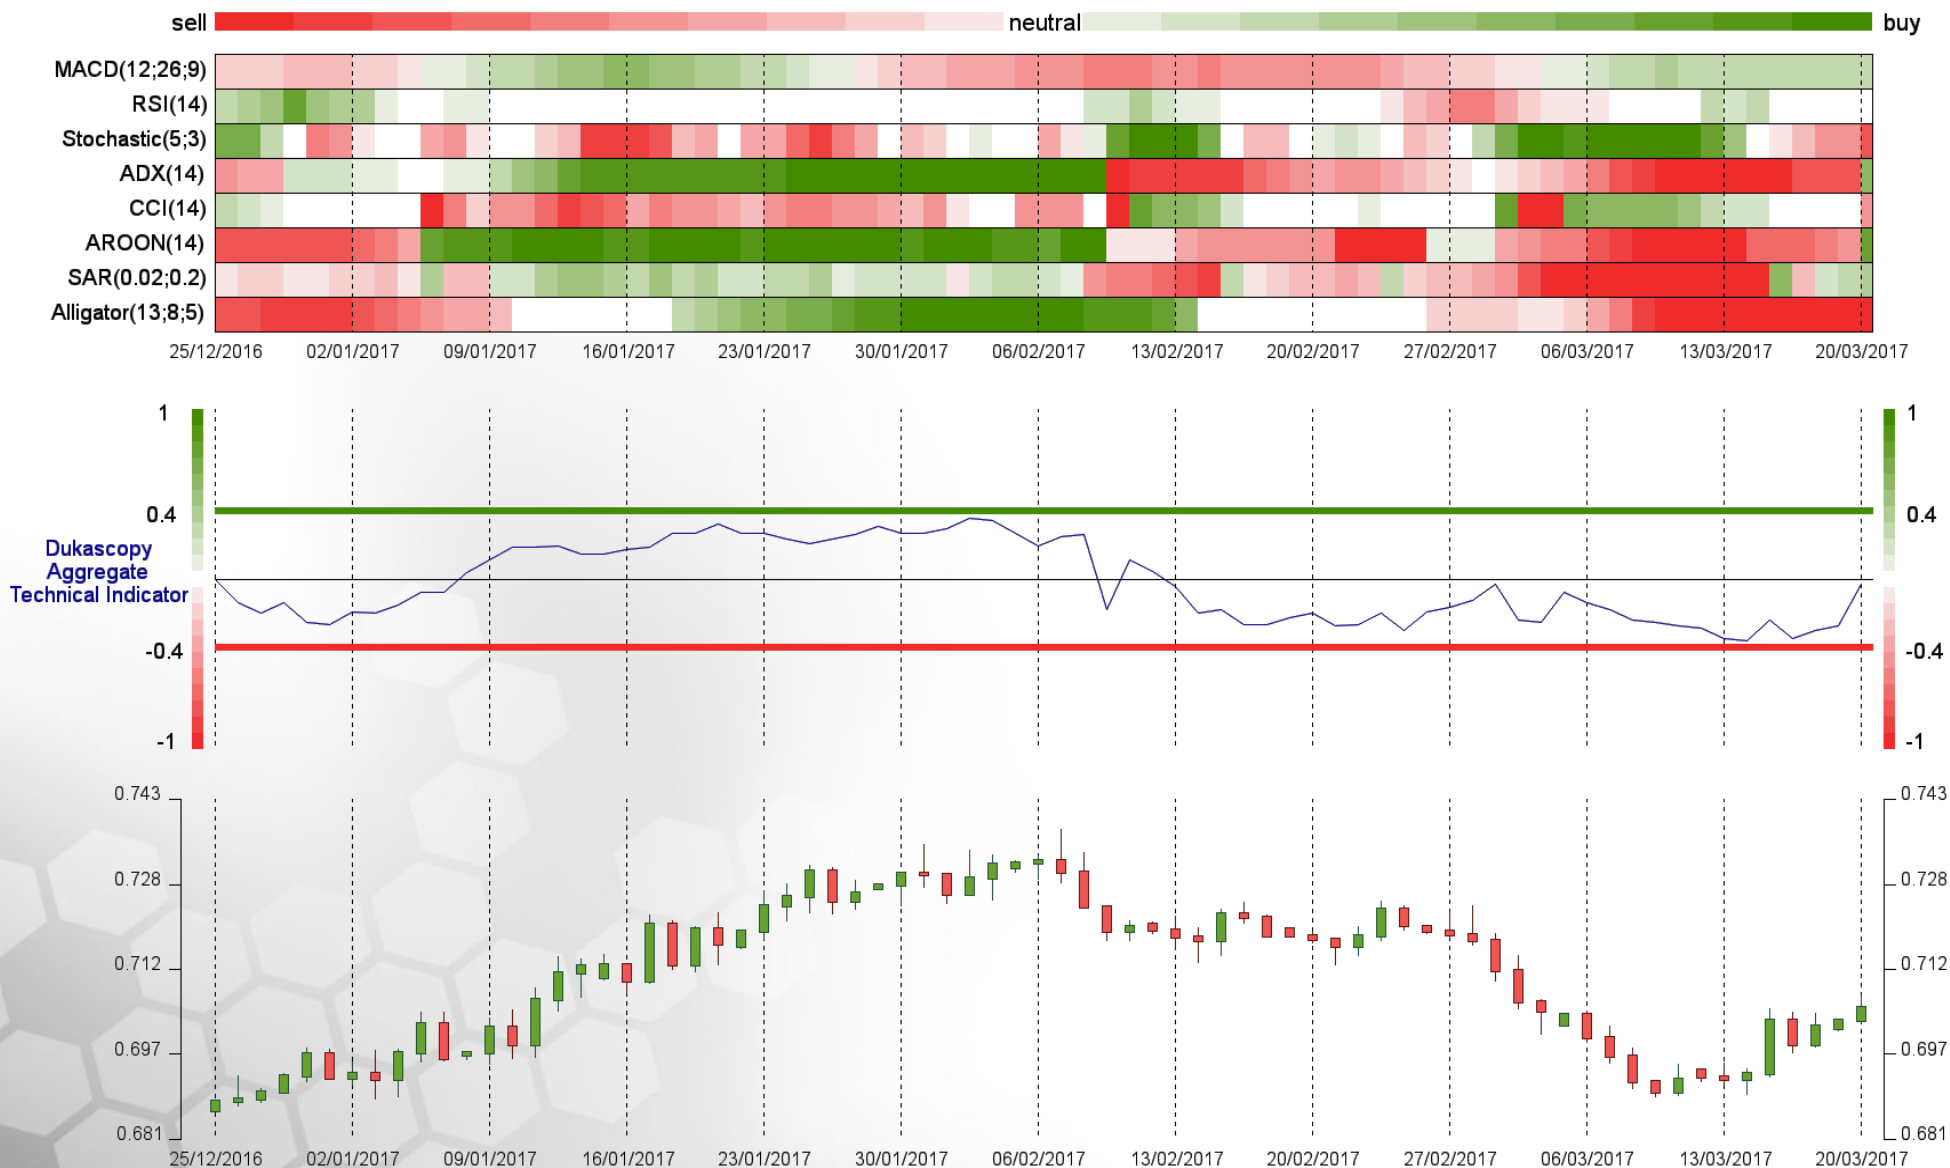 sell neutral buy
MACD(12;26;9)
RSI(14)
Stochastic(5;3)
ADX(14)
CCI(14)
AROON(14)
SAR(0.02;0.2)
Alligator(13;8;5)
25/12/2016 02/01/2017 09/01/2017 16/01/2017 23/01/2017 30/01/2017 06/02/2017 13/02/2017 20/02/2017 27/02/2017 06/03/2017 13/03/2017 20/03/2017
1 1
0.4 0.4
Dukascopy
Aggregate
Technical Indicator
-0.4 -0.4
-1 -1
0.743 0.743
0.728 0.728
0.712 0.712
0.697 0.697
0.681 0.681
25/12/2016 02/01/2017 09/01/2017 16/01/2017 23/01/2017 30/01/2017 06/02/2017 13/02/2017 20/02/2017 27/02/2017 06/03/2017 13/03/2017 20/03/2017